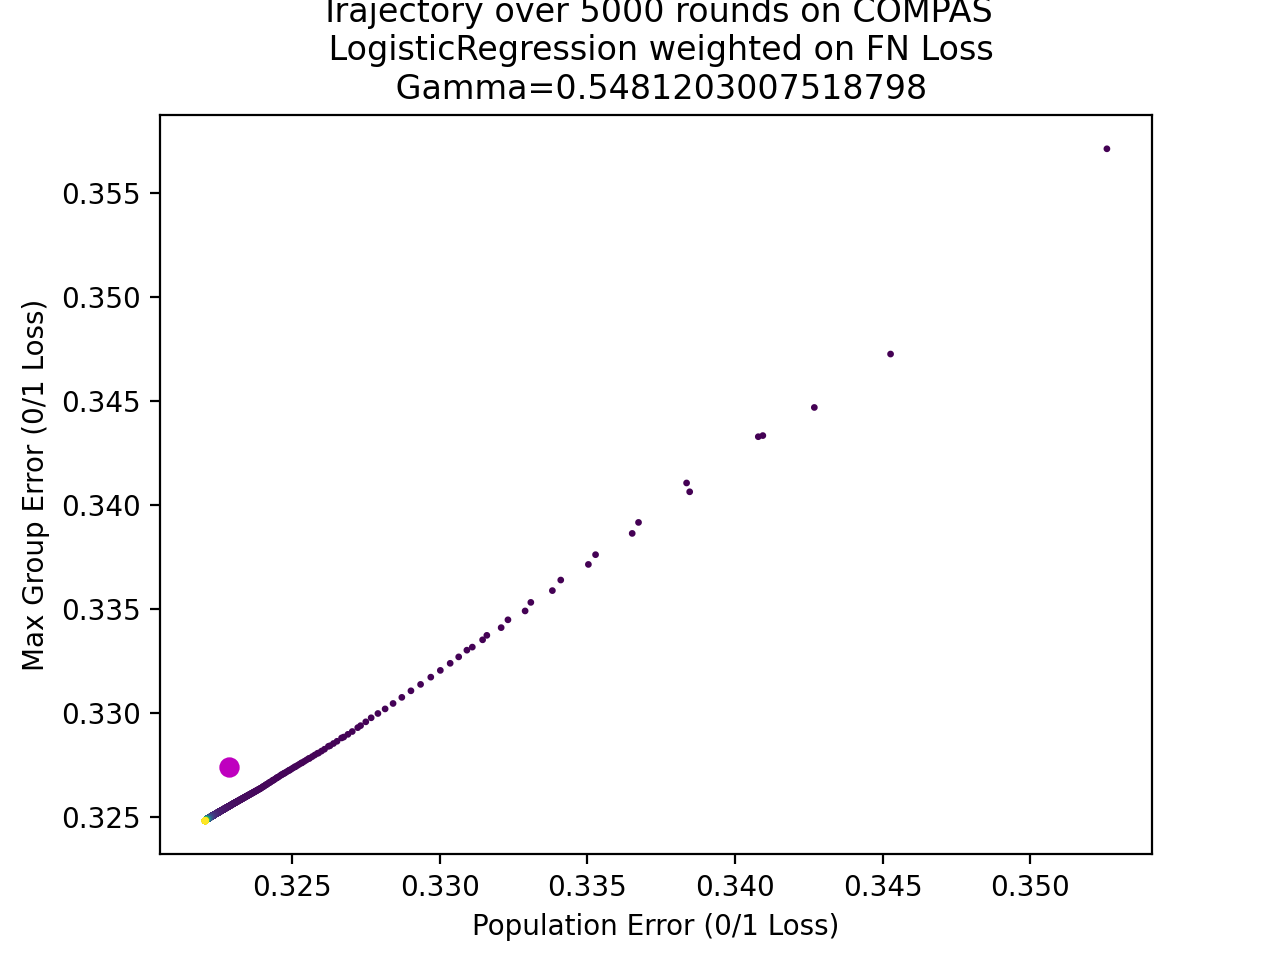 Trajectory over 5000 rounds on COMPAS
LogisticRegression weighted on FN Loss
Gamma=0.5481203007518798
0.355
0.350
0.345
0.340
0.335
0.330
0.325
Max Group Error (0/1 Loss)
0.325 0.330 0.335 0.340 0.345 0.350
Population Error (0/1 Loss)